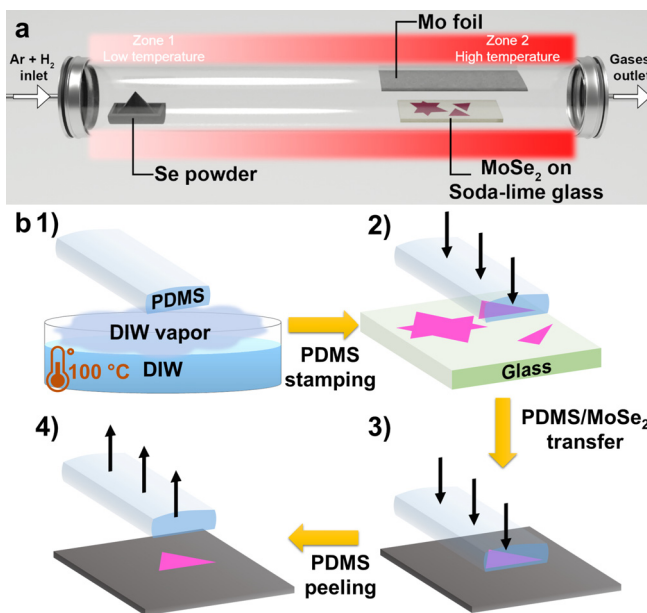 a
Mo foil
Zone 1
Low temperature
Zone 2
High temperature
Ar + H₂
inlet
Gases
outlet
Se powder
MoSe₂ on
Soda-lime glass
b 1)
PDMS
DIW vapor
100 °C
DIW
PDMS
stamping
2)
Glass
PDMS/MoSe₂
transfer
3)
PDMS
peeling
4)